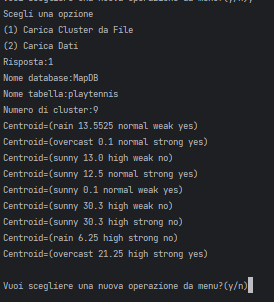 Vuoi scegliere una nuova operazione da menu?(y/n)
Scegli una opzione
(1) Carica Cluster da File
(2) Carica Dati
Risposta:1
Nome database:MapDB
Nome tabella:playtennis
Numero di cluster:9
Centroid=(rain 13.5525 normal weak yes)
Centroid=(overcast 0.1 normal strong yes)
Centroid=(sunny 13.0 high weak no)
Centroid=(sunny 12.5 normal strong yes)
Centroid=(sunny 0.1 normal weak yes)
Centroid=(sunny 30.3 high weak no)
Centroid=(sunny 30.3 high strong no)
Centroid=(rain 6.25 high strong no)
Centroid=(overcast 21.25 high strong yes)
Vuoi scegliere una nuova operazione da menu?(y/n)